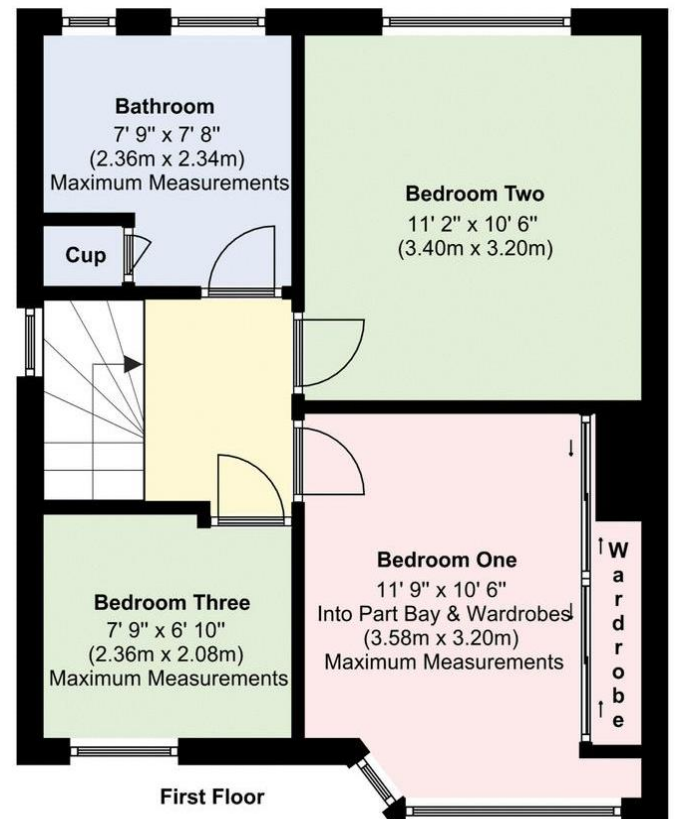 Bathroom
7' 9" x 7' 8"
(2.36m x 2.34m)
Maximum Measurements
Bedroom Two
11' 2" x 10' 6"
(3.40m x 3.20m)
Cup
Bedroom One
11' 9" x 10' 6"
Into Part Bay & Wardrobes
(3.58m x 3.20m)
Maximum Measurements
Wardrobe
Bedroom Three
7' 9" x 6' 10"
(2.36m x 2.08m)
Maximum Measurements
First Floor